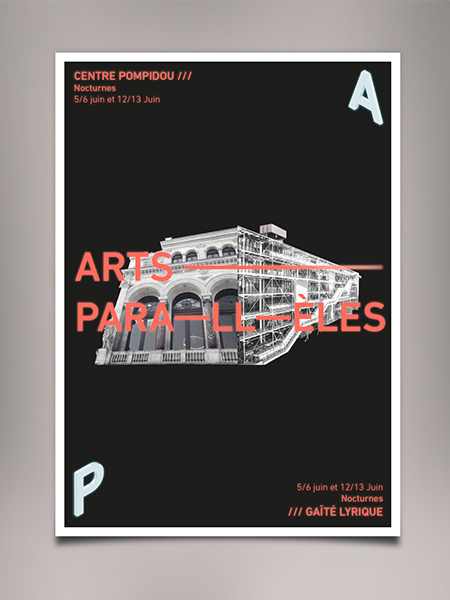 CENTRE POMPIDOU ///
Nocturnes
5/6 juin et 12/13 Juin
A
ARTS
PARA—LL—ÈLES
P
5/6 juin et 12/13 Juin
Nocturnes
/// GAÎTÉ LYRIQUE